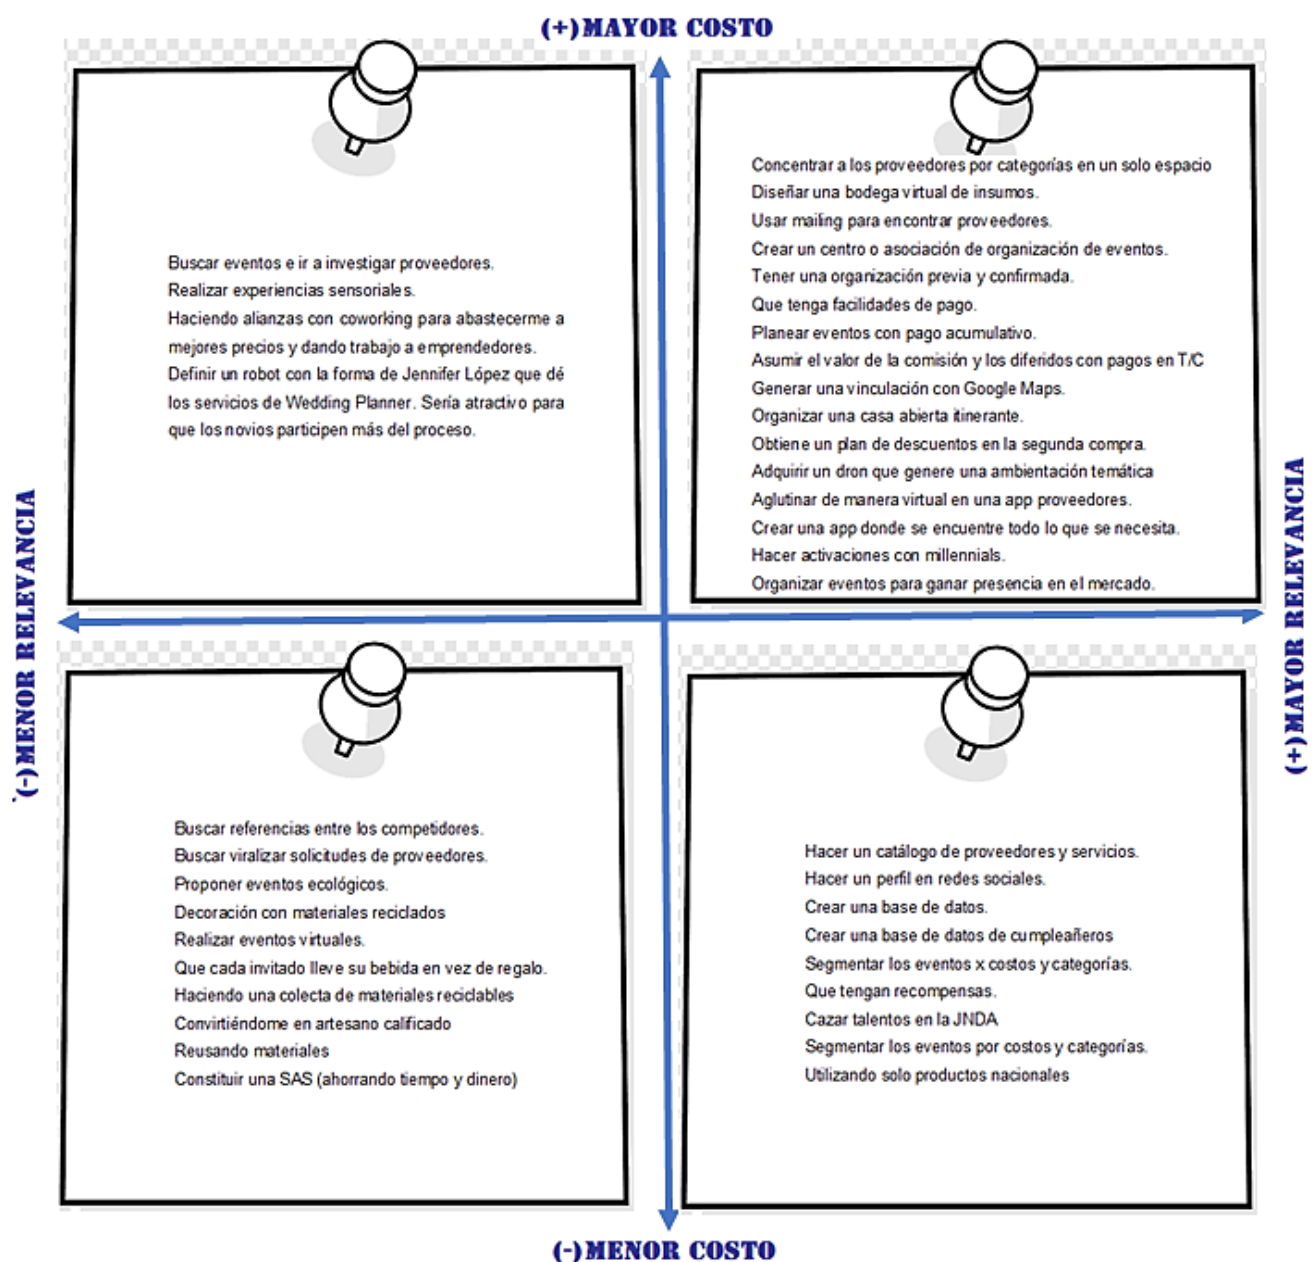 (+)MAYOR COSTO
Buscar eventos e ir a investigar proveedores.
Realizar experiencias sensoriales.
Haciendo alianzas con coworking para abastecerme a
mejores precios y dando trabajo a emprendedores.
Definir un robot con la forma de Jennifer López que dé
los servicios de Wedding Planner. Sería atractivo para
que los novios participen más del proceso.
Concentrar a los proveedores por categorías en un solo espacio
Diseñar una bodega virtual de insumos.
Usar mailing para encontrar proveedores.
Crear un centro o asociación de organización de eventos.
Tener una organización previa y confirmada.
Que tenga facilidades de pago.
Planear eventos con pago acumulativo.
Asumir el valor de la comisión y los diferidos con pagos en T/C
Generar una vinculación con Google Maps.
Organizar una casa abierta itinerante.
Obtiene un plan de descuentos en la segunda compra.
Adquirir un dron que genere una ambientación temática
Aglutinar de manera virtual en una app proveedores.
Crear una app donde se encuentre todo lo que se necesita.
Hacer activaciones con millennials.
Organizar eventos para ganar presencia en el mercado.
(-)MENOR RELEVANCIA
(+)MAYOR RELEVANCIA
Buscar referencias entre los competidores.
Buscar viralizar solicitudes de proveedores.
Proponer eventos ecológicos.
Decoración con materiales reciclados
Realizar eventos virtuales.
Que cada invitado lleve su bebida en vez de regalo.
Haciendo una colecta de materiales reciclables
Convirtiéndome en artesano calificado
Reusando materiales
Constituir una SAS (ahorrando tiempo y dinero)
Hacer un catálogo de proveedores y servicios.
Hacer un perfil en redes sociales.
Crear una base de datos.
Crear una base de datos de cumpleañeros
Segmentar los eventos x costos y categorías.
Que tengan recompensas.
Cazar talentos en la JNDA
Segmentar los eventos por costos y categorías.
Utilizando solo productos nacionales
(-)MENOR COSTO